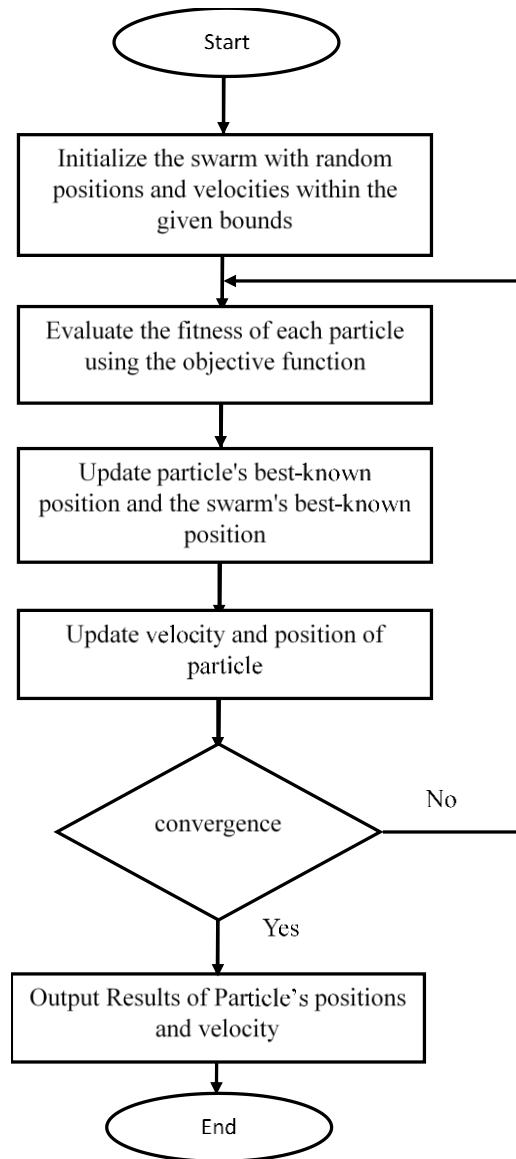 Start
Initialize the swarm with random
positions and velocities within the
given bounds
Evaluate the fitness of each particle
using the objective function
Update particle's best-known
position and the swarm's best-known
position
Update velocity and position of
particle
convergence
No
Yes
Output Results of Particle’s positions
and velocity
End